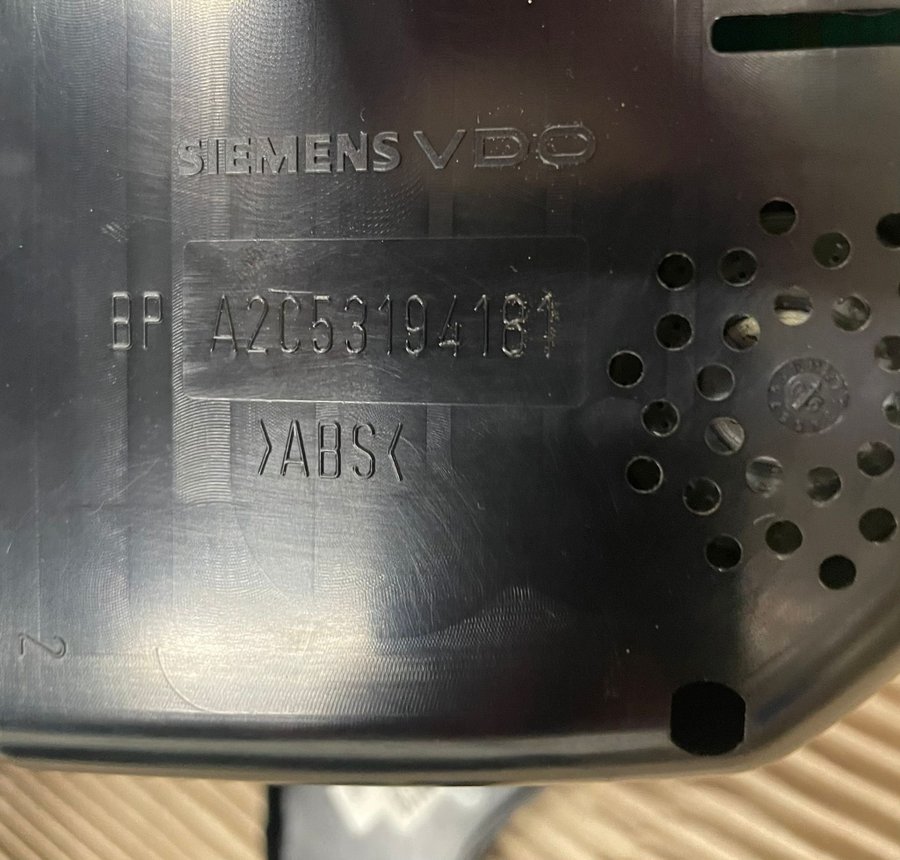 SIEMENS VDO
BP A2C53194181
>ABS<
2